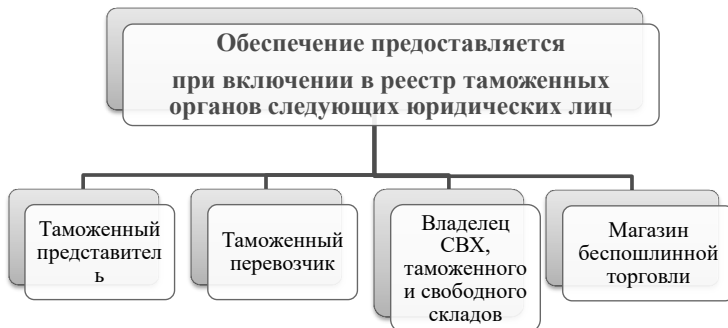 Обеспечение предоставляется
при включении в реестр таможенных
органов следующих юридических лиц
Таможенный
представител
ь
Таможенный
перевозчик
Владелец
СВХ,
таможенного
и свободного
складов
Магазин
беспошлинной
торговли